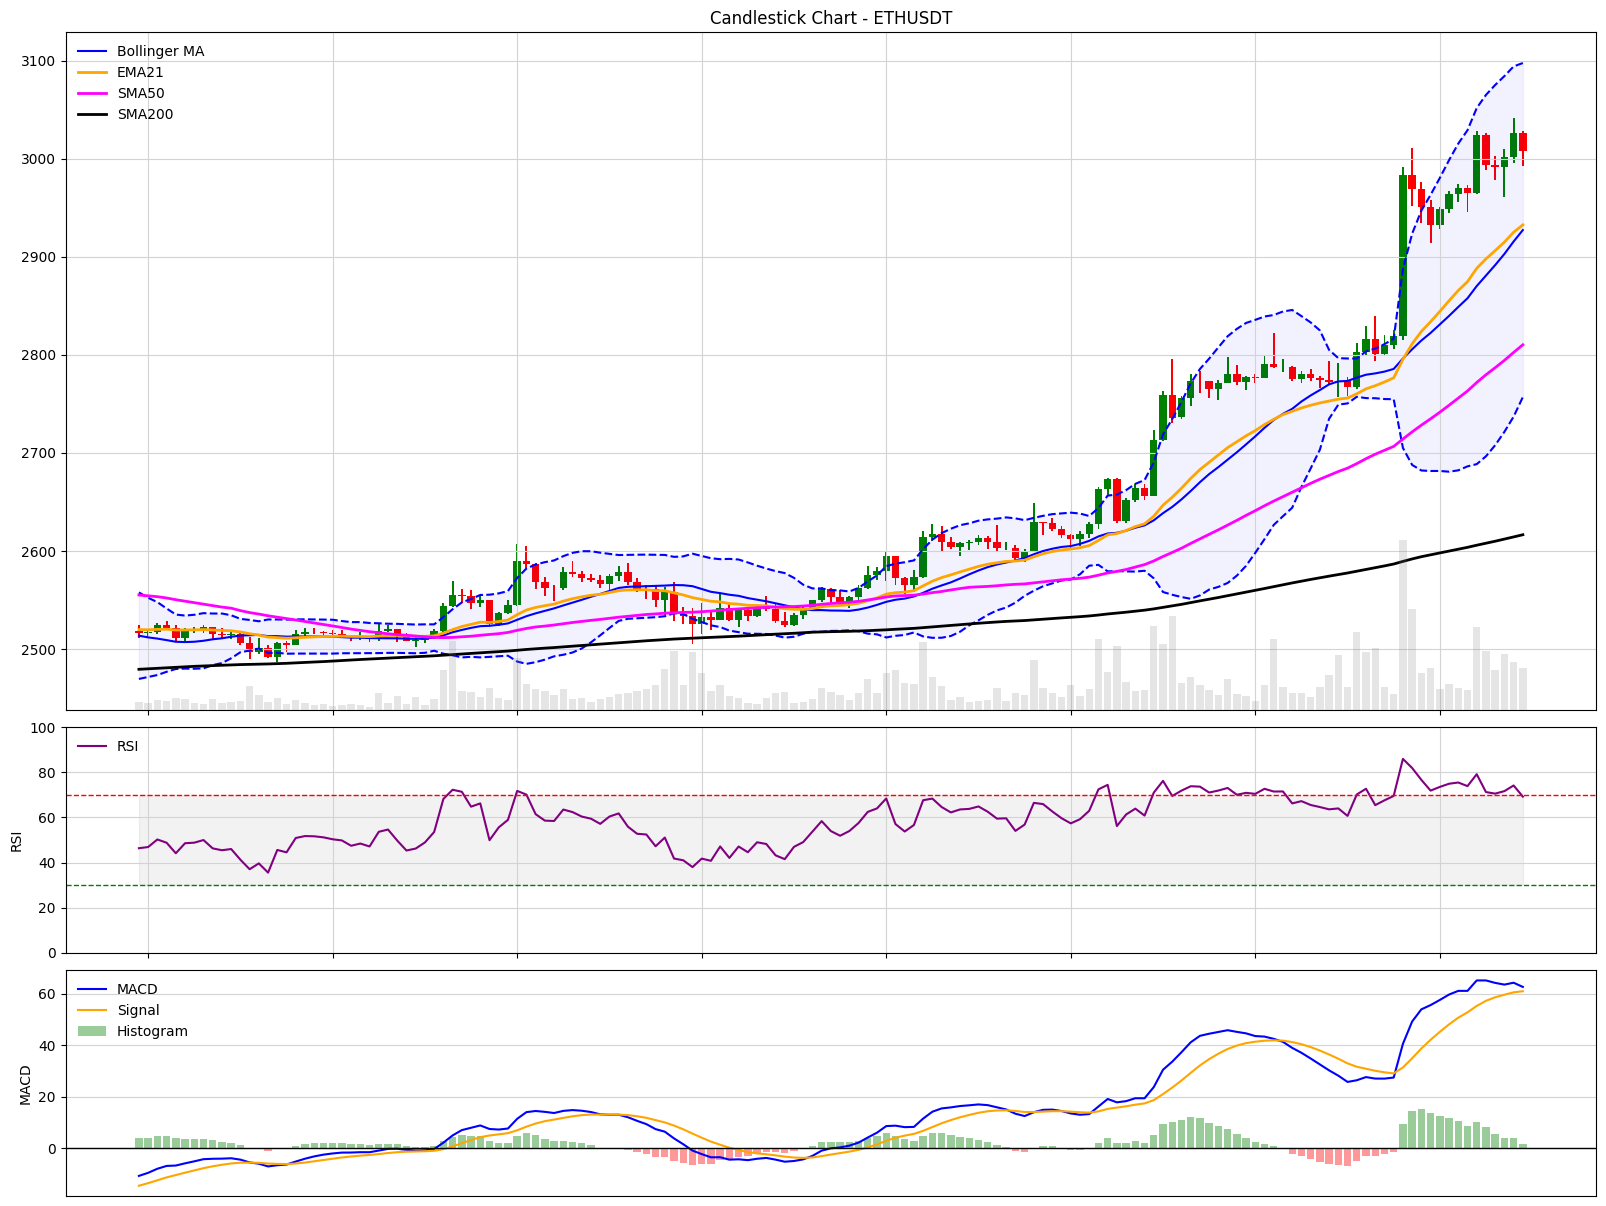 Candlestick Chart - ETHUSDT
Bollinger MA
EMA21
SMA50
SMA200
3100
3000
2900
2800
2700
2600
2500
RSI
100
80
60
40
20
0
RSI
MACD
Signal
Histogram
60
40
20
0
MACD